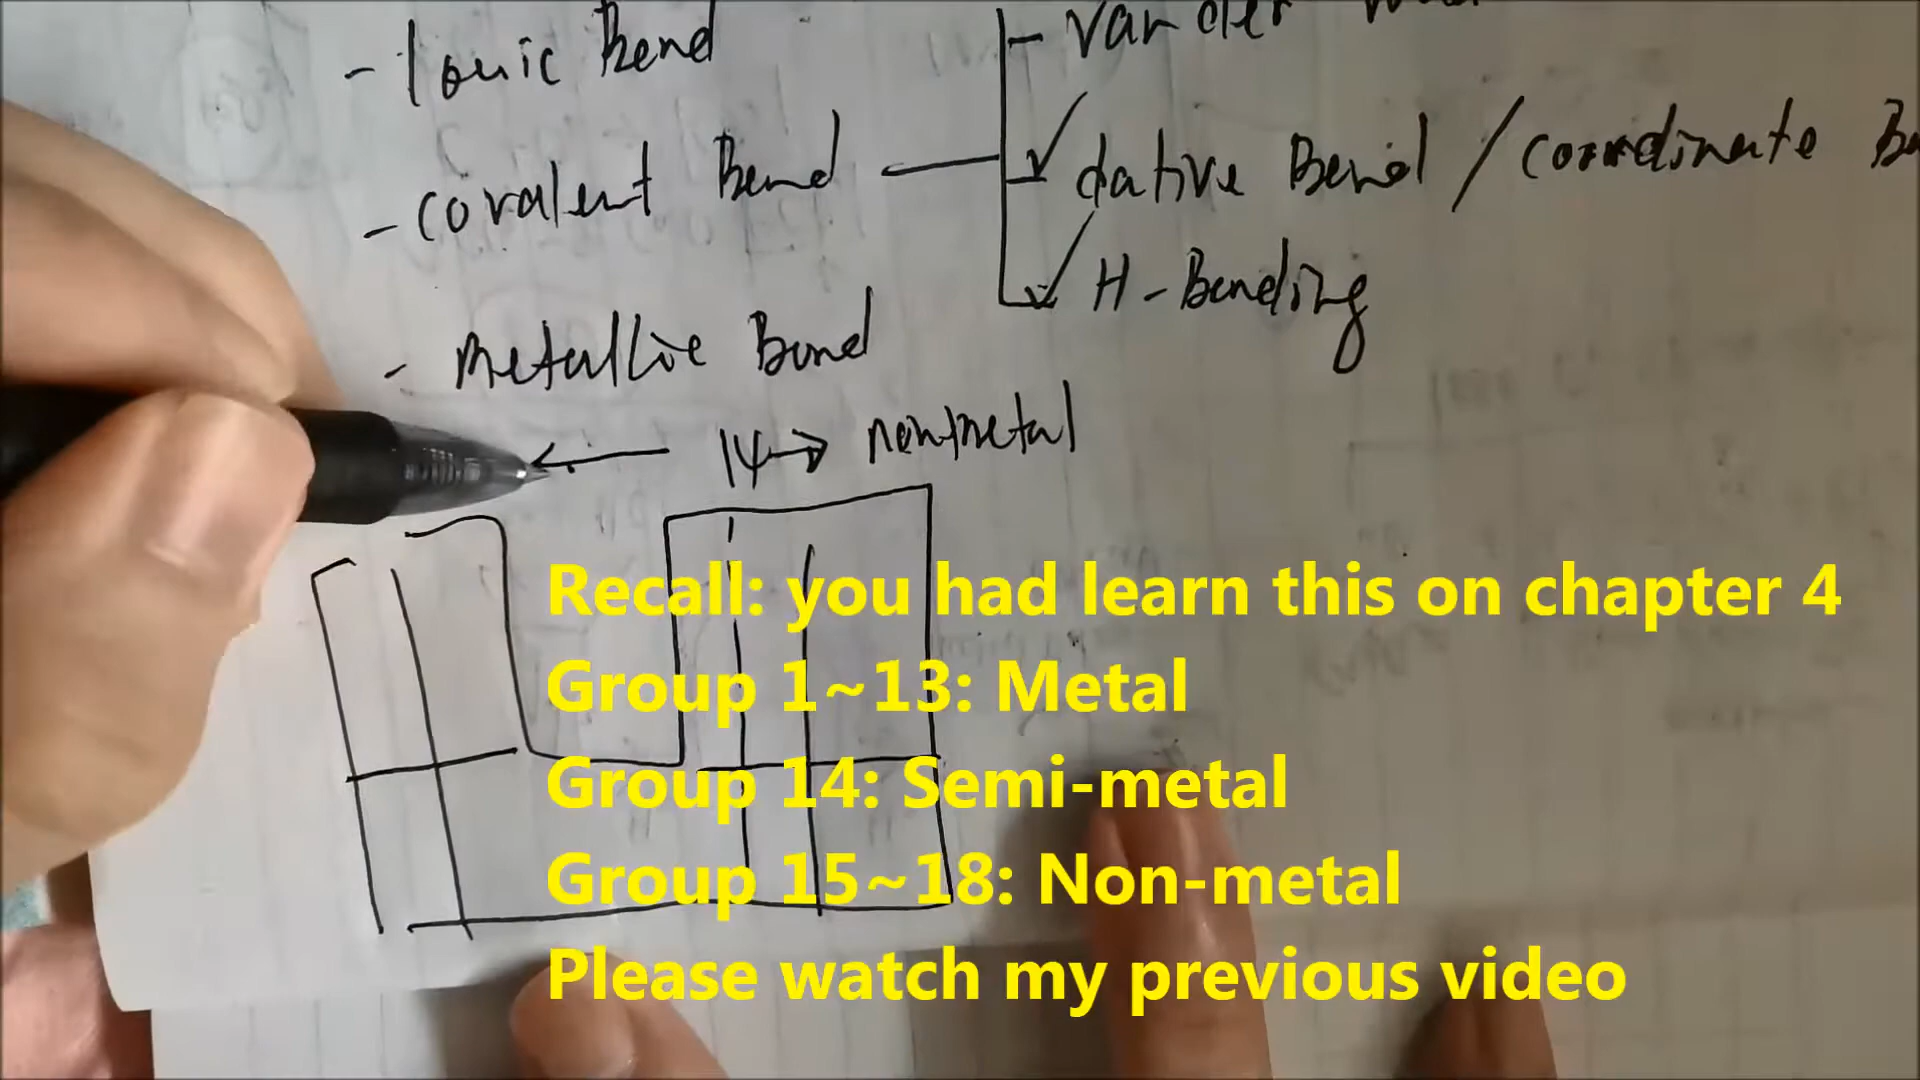 - Ionic Bond
- Van der
- Covalent Bond
dative Bond / coordinate
H-Bonding
- Metallic Bond
← 14 → nonmetal
Recall: you had learn this on chapter 4
Group 1~13: Metal
Group 14: Semi-metal
Group 15~18: Non-metal
Please watch my previous video